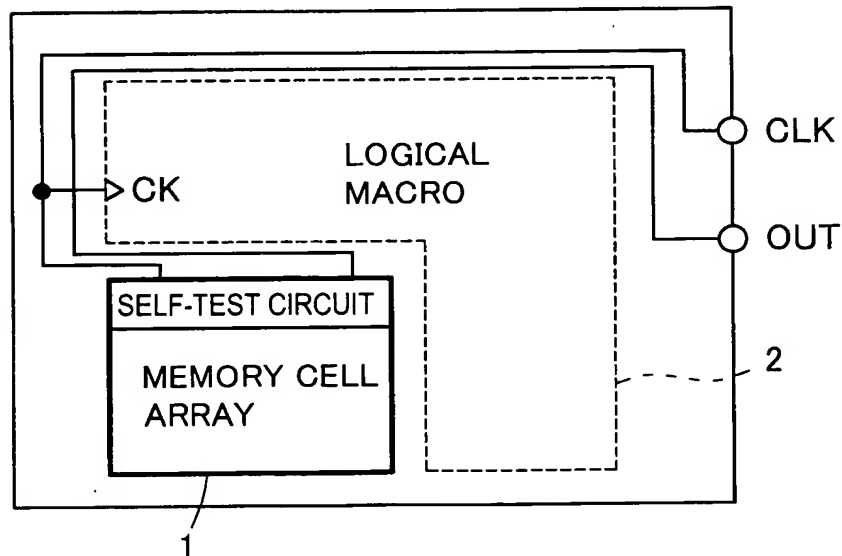 CLK
LOGICAL
MACRO
CK
OUT
SELF-TEST CIRCUIT
MEMORY CELL
ARRAY
2
1